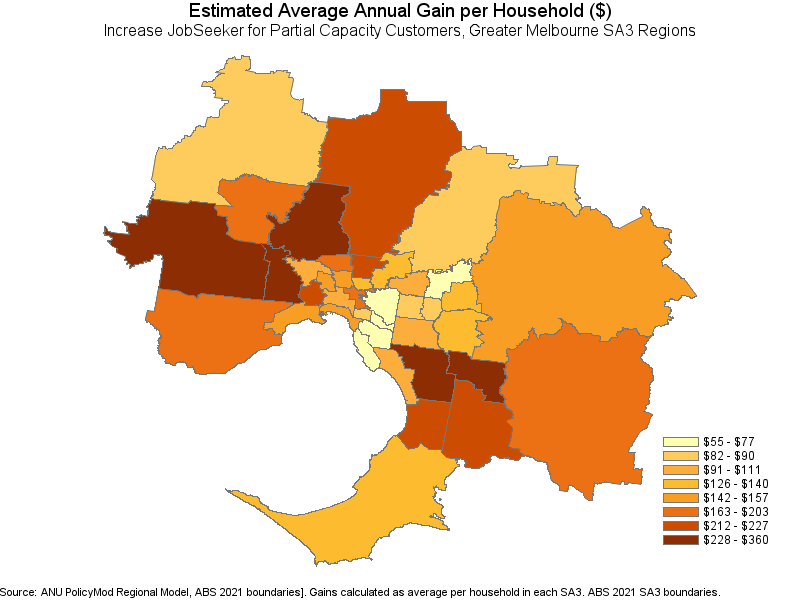 Estimated Average Annual Gain per Household ($)
Increase JobSeeker for Partial Capacity Customers, Greater Melbourne SA3 Regions
$55 - $77
$82 - $90
$91 - $111
$126 - $140
$142 - $157
$163 - $203
$212 - $227
$228 - $360
Source: ANU PolicyMod Regional Model, ABS 2021 boundaries]. Gains calculated as average per household in each SA3. ABS 2021 SA3 boundaries.